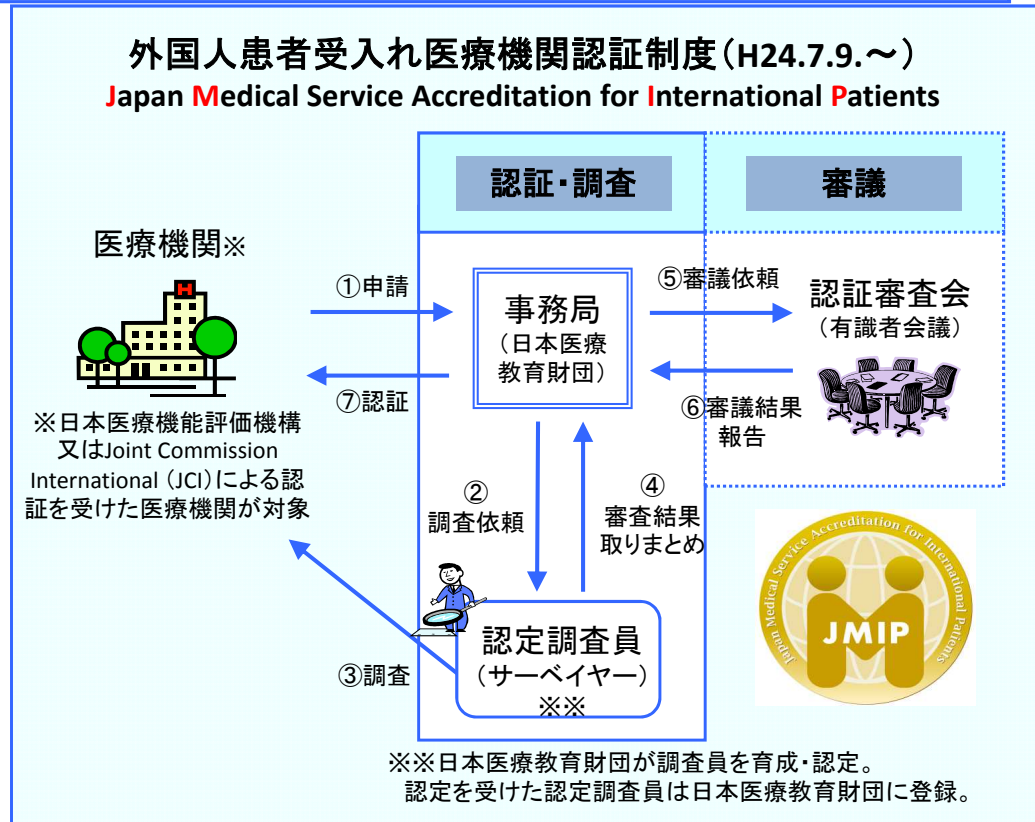 外国人患者受入れ医療機関認証制度（H24.7.9.～）
Japan Medical Service Accreditation for International Patients
認証・調査
審議
医療機関※
H
①申請
⑦認証
※日本医療機能評価機構
又はJoint Commission
International （JCI）による認
証を受けた医療機関が対象
事務局
（日本医療
教育財団）
⑤審議依頼
⑥審議結果
報告
認証審査会
（有識者会議）
②
調査依頼
④
審査結果
取りまとめ
③調査
認定調査員
（サーベイヤー）
※※
Japan Medical Service Accreditation for International Patients
JMIP
※※日本医療教育財団が調査員を育成・認定。
認定を受けた認定調査員は日本医療教育財団に登録。